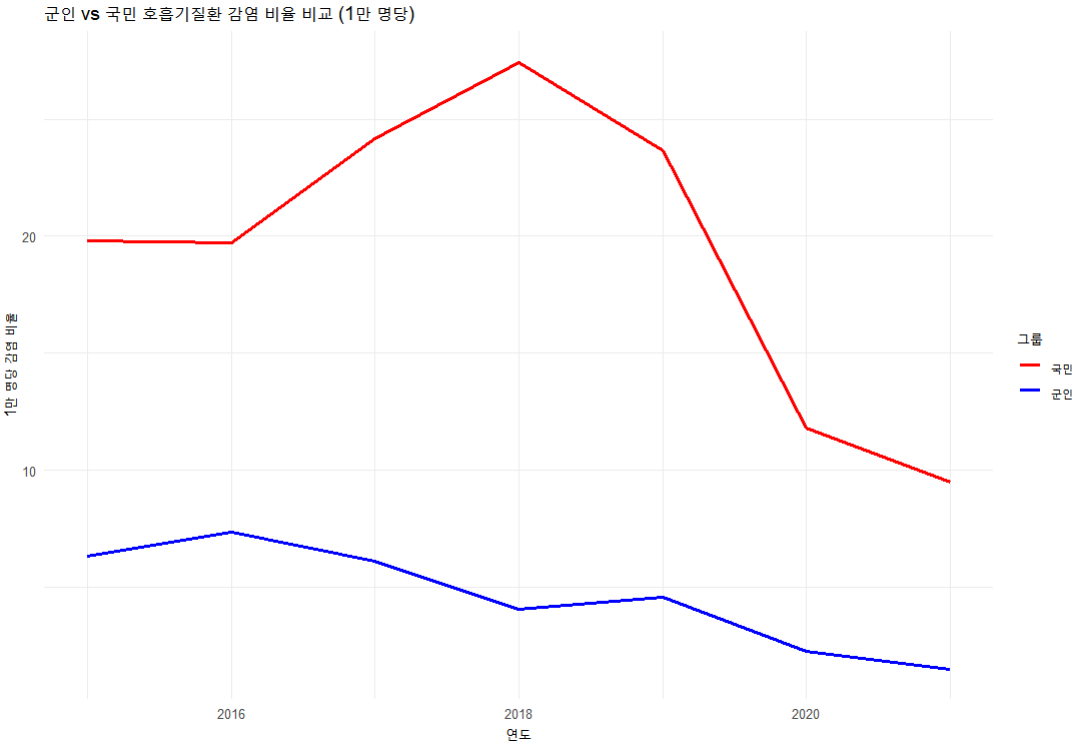 군인 vs 국민 호흡기질환 감염 비율 비교 (1만 명당)
20
10
1만 명당 감염 비율
2016
2018
2020
연도
그룹
국민
군인